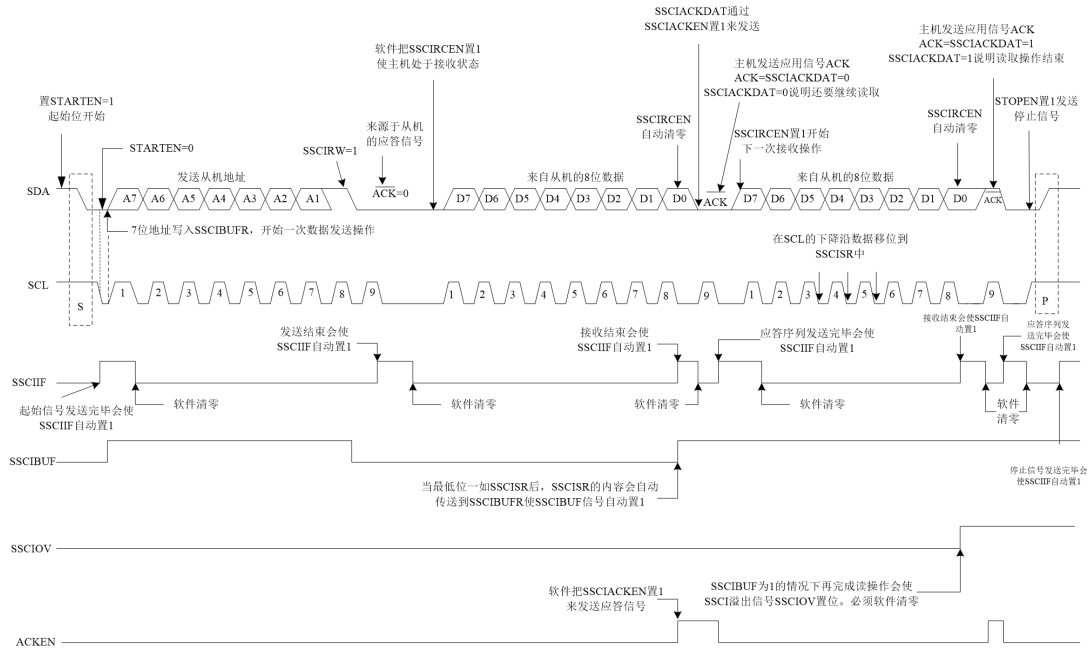 SSCIACKDAT通过
SSCIACKEN置1来发送
主机发送应用信号ACK
ACK=SSCIACKDAT=1
SSCIACKDAT=1说明读取操作结束
软件把SSCIRCEN置1
使主机处于接收状态
主机发送应用信号ACK
ACK=SSCIACKDAT=0
SSCIACKDAT=0说明还要继续读取
置STARTEN=1
起始位开始
STOPEN置1发送
停止信号
来源于从机
的应答信号
SSCIRCEN
自动清零
SSCIRCEN置1开始
下一次接收操作
SSCIRCEN
自动清零
STARTEN=0
SSCIRW=1
发送从机地址
来自从机的8位数据
来自从机的8位数据
SDA
A7 A6 A5 A4 A3 A2 A1
ACK=0
D7 D6 D5 D4 D3 D2 D1 D0
ACK
D7 D6 D5 D4 D3 D2 D1 D0
ACK
7位地址写入SSCIBUFR，开始一次数据发送操作
在SCL的下降沿数据移位到
SSCISR中
SCL
S
1 2 3 4 5 6 7 8 9
1 2 3 4 5 6 7 8 9
1 2 3 4 5 6 7 8 9
P
发送结束会使
SSCIIF自动置1
接收结束会使
SSCIIF自动置1
应答序列发送完毕会使
SSCIIF自动置1
接收结束会使SSCIIF自
动置1
应答序列发
送完毕会使
SSCIIF自动置1
SSCIIF
起始信号发送完毕会使
SSCIIF自动置1
软件清零
软件清零
软件清零
软件清零
软件
清零
SSCIBUF
当最低位一如SSCISR后，SSCISR的内容会自动
传送到SSCIBUFR使SSCIBUF信号自动置1
停止信号发送完毕会
使SSCIIF自动置1
SSCIOV
软件把SSCIACKEN置1
来发送应答信号
SSCIBUF为1的情况下再完成读操作会使
SSCI溢出信号SSCIOV置位。必须软件清零
ACKEN